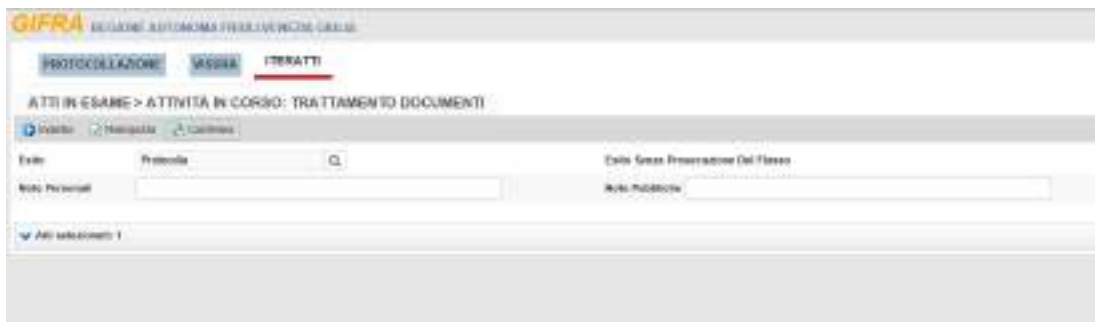 GIFRA REGIONE AUTONOMA FRIULI VENEZIA GIULIA
PROTOCOLLAZIONE VISURA ITERATTI
ATTI IN ESAME > ATTIVITÀ IN CORSO: TRATTAMENTO DOCUMENTI
Indietro Conferma
Esito Protocolla Esito Senza Prosecuzione Del Flusso
Note Personali Note Pubbliche
Atti selezionati: 1